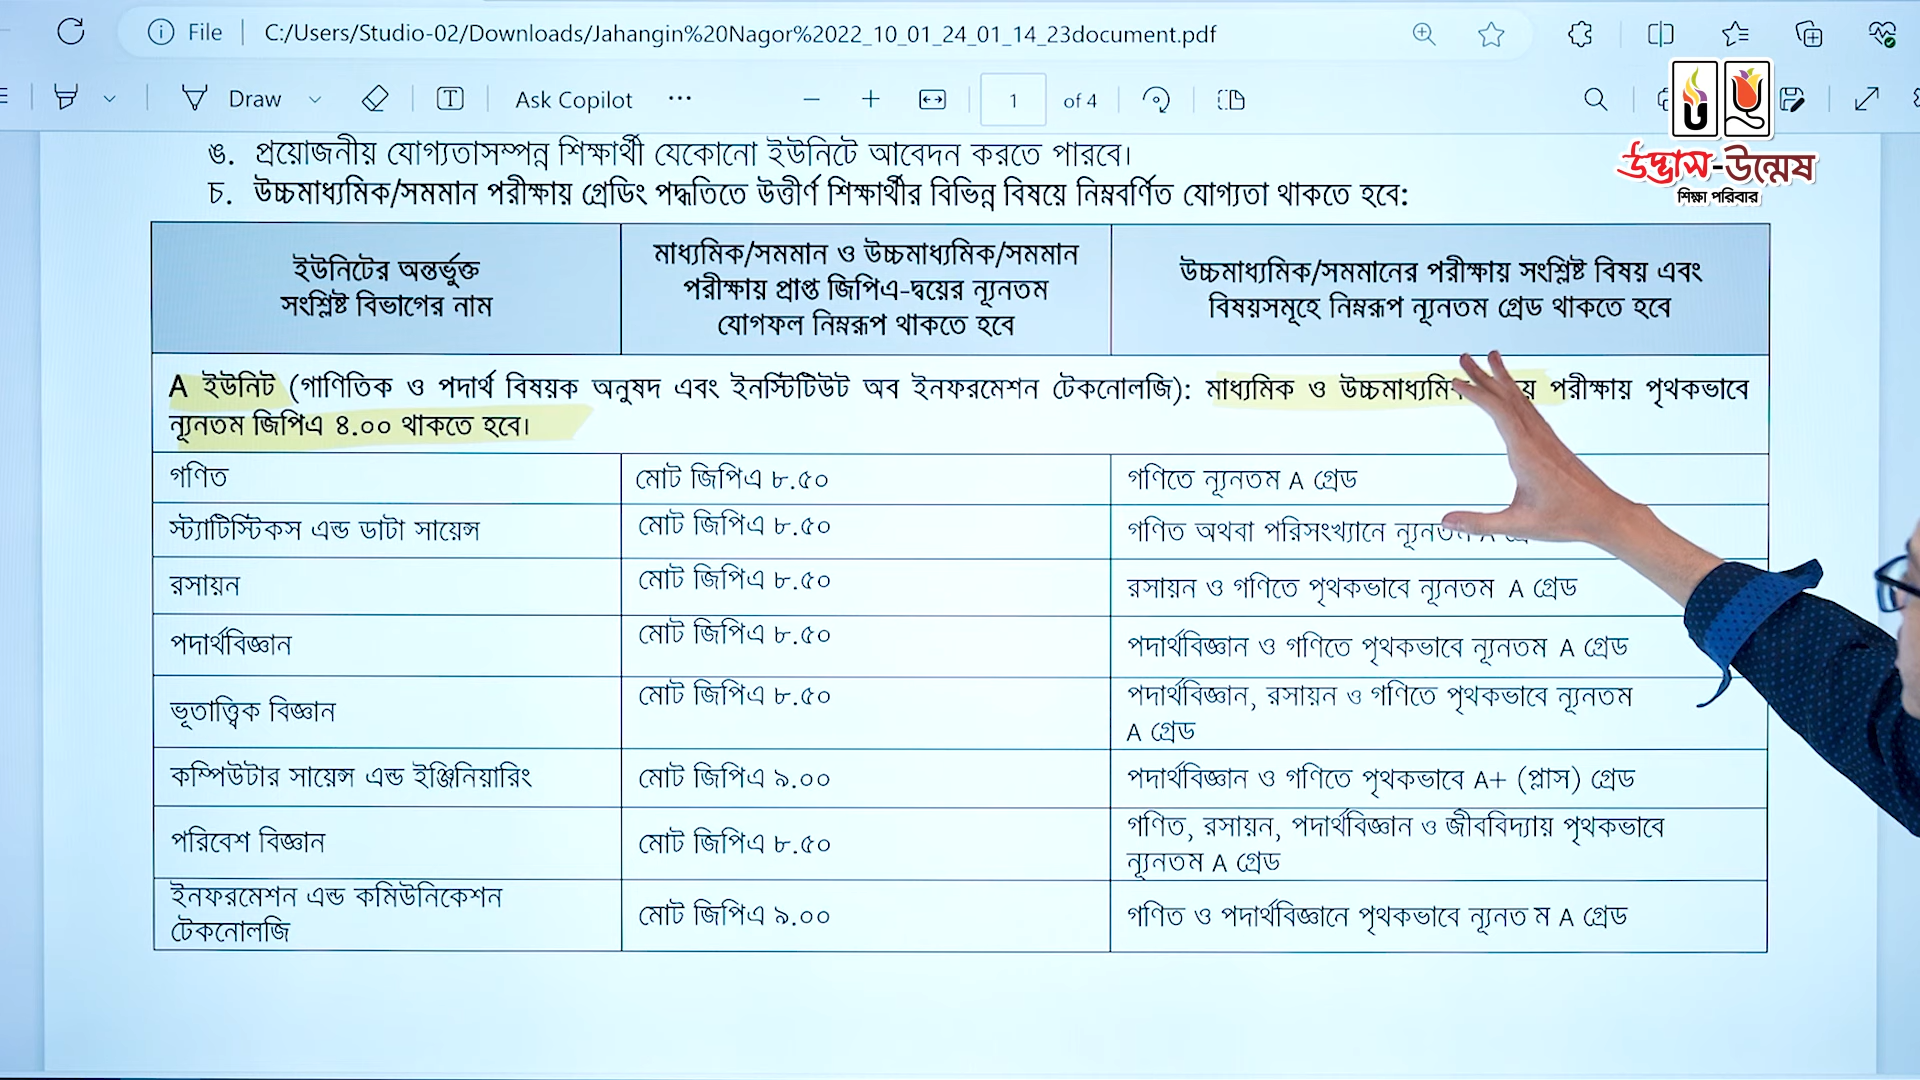 File
C:/Users/Studio-02/Downloads/Jahangin%20Nagor%2022_10_01_24_01_14_23document.pdf
Draw
T
Ask Copilot
1
of 4
উদ্ভাস-উন্মেষ
শিক্ষা পরিবার
ঙ. প্রয়োজনীয় যোগ্যতাসম্পন্ন শিক্ষার্থী যেকোনো ইউনিটে আবেদন করতে পারবে।
চ. উচ্চমাধ্যমিক/সমমান পরীক্ষায় গ্রেডিং পদ্ধতিতে উত্তীর্ণ শিক্ষার্থীর বিভিন্ন বিষয়ে নিম্নবর্ণিত যোগ্যতা থাকতে হবে:
ইউনিটের অন্তর্ভুক্ত
সংশ্লিষ্ট বিভাগের নাম
মাধ্যমিক/সমমান ও উচ্চমাধ্যমিক/সমমান
পরীক্ষায় প্রাপ্ত জিপিএ-দ্বয়ের ন্যূনতম
যোগফল নিম্নরূপ থাকতে হবে
উচ্চমাধ্যমিক/সমমানের পরীক্ষায় সংশ্লিষ্ট বিষয় এবং
বিষয়সমূহে নিম্নরূপ ন্যূনতম গ্রেড থাকতে হবে
A ইউনিট (গাণিতিক ও পদার্থ বিষয়ক অনুষদ এবং ইনস্টিটিউট অব ইনফরমেশন টেকনোলজি): মাধ্যমিক ও উচ্চমাধ্যমিক পরীক্ষায় পৃথকভাবে
ন্যূনতম জিপিএ ৪.০০ থাকতে হবে।
গণিত
মোট জিপিএ ৮.৫০
গণিতে ন্যূনতম A গ্রেড
স্ট্যাটিস্টিকস এন্ড ডাটা সায়েন্স
মোট জিপিএ ৮.৫০
গণিত অথবা পরিসংখ্যানে ন্যূনতম
রসায়ন
মোট জিপিএ ৮.৫০
রসায়ন ও গণিতে পৃথকভাবে ন্যূনতম A গ্রেড
পদার্থবিজ্ঞান
মোট জিপিএ ৮.৫০
পদার্থবিজ্ঞান ও গণিতে পৃথকভাবে ন্যূনতম A গ্রেড
ভূতাত্ত্বিক বিজ্ঞান
মোট জিপিএ ৮.৫০
পদার্থবিজ্ঞান, রসায়ন ও গণিতে পৃথকভাবে ন্যূনতম
A গ্রেড
কম্পিউটার সায়েন্স এন্ড ইঞ্জিনিয়ারিং
মোট জিপিএ ৯.০০
পদার্থবিজ্ঞান ও গণিতে পৃথকভাবে A+ (প্লাস) গ্রেড
পরিবেশ বিজ্ঞান
মোট জিপিএ ৮.৫০
গণিত, রসায়ন, পদার্থবিজ্ঞান ও জীববিদ্যায় পৃথকভাবে
ন্যূনতম A গ্রেড
ইনফরমেশন এন্ড কমিউনিকেশন
টেকনোলজি
মোট জিপিএ ৯.০০
গণিত ও পদার্থবিজ্ঞানে পৃথকভাবে ন্যূনত ম A গ্রেড